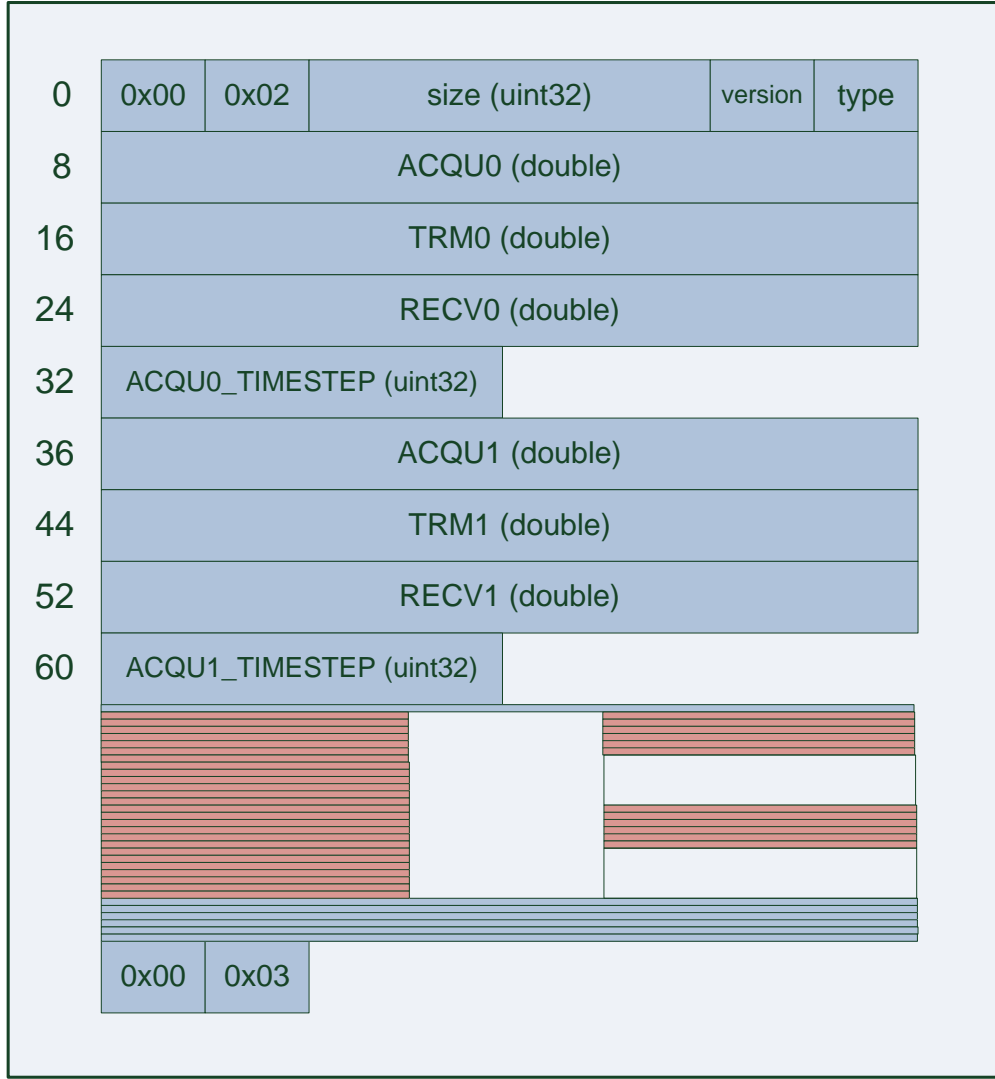 0 0x00 0x02 size (uint32) version type
8 ACQU0 (double)
16 TRM0 (double)
24 RECV0 (double)
32 ACQU0_TIMESTEP (uint32)
36 ACQU1 (double)
44 TRM1 (double)
52 RECV1 (double)
60 ACQU1_TIMESTEP (uint32)
0x00 0x03